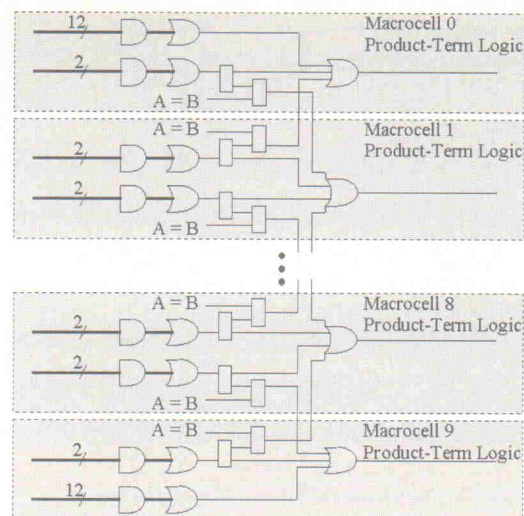 12
Macrocell 0
Product-Term Logic
2
A = B
A = B
Macrocell 1
Product-Term Logic
2
2
A = B
A = B
Macrocell 8
Product-Term Logic
2
2
A = B
A = B
Macrocell 9
Product-Term Logic
2
12